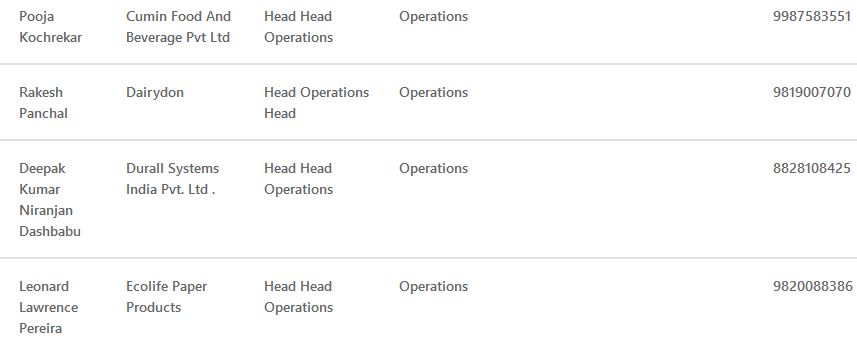 Pooja Cumin Food And Head Head Operations 9987583551
Kochrekar Beverage Pvt Ltd Operations
Rakesh Dairydon Head Operations Operations 9819007070
Panchal Head
Deepak Durall Systems Head Head Operations 8828108425
Kumar India Pvt. Ltd . Operations
Niranjan
Dashbabu
Leonard Ecolife Paper Head Head Operations 9820088386
Lawrence Products Operations
Pereira